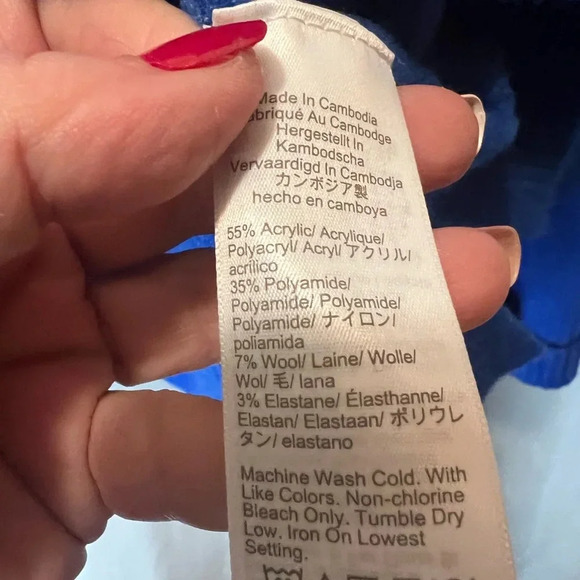 Made In Cambodia
Fabriqué Au Cambodge
Hergestellt In
Kambodscha
Vervaardigd In Cambodja
カンボジア製
hecho en camboya
55% Acrylic/ Acrylique/
Polyacryl/ Acryl/アクリル/
acrilico
35% Polyamide/
Polyamide/ Polyamide/
Polyamide/ ナイロン/
poliamida
7% Wool/ Laine/ Wolle/
Wol/ 毛/ lana
3% Elastane/ Élasthanne/
Elastan/ Elastaan/ ポリウレ
タン/ elastano
Machine Wash Cold. With
Like Colors. Non-chlorine
Bleach Only. Tumble Dry
Low. Iron On Lowest
Setting.